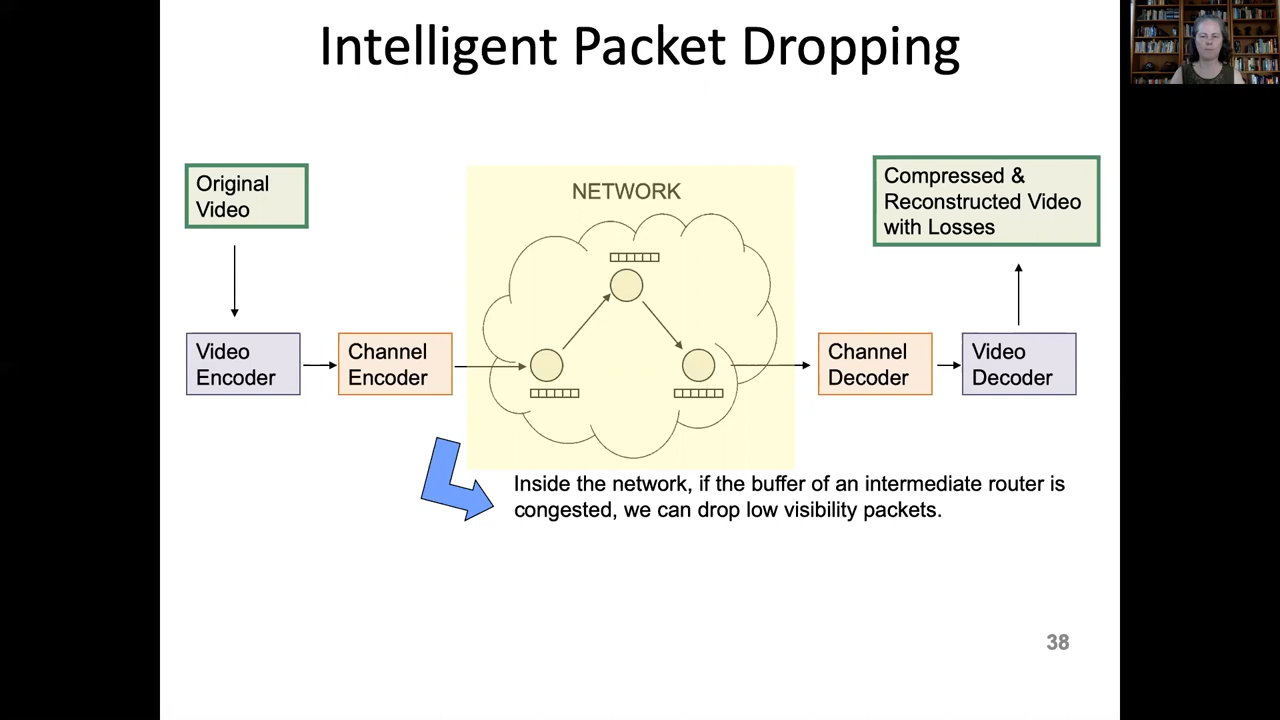 Intelligent Packet Dropping
Original
Video
NETWORK
Compressed &
Reconstructed Video
with Losses
Video
Encoder
Channel
Encoder
Channel
Decoder
Video
Decoder
Inside the network, if the buffer of an intermediate router is
congested, we can drop low visibility packets.
38